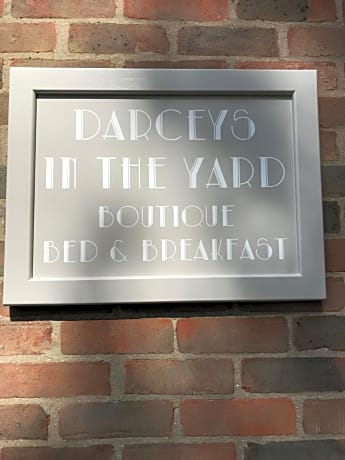 DARCEYS
IN THE YARD
BOUTIQUE
BED & BREAKFAST